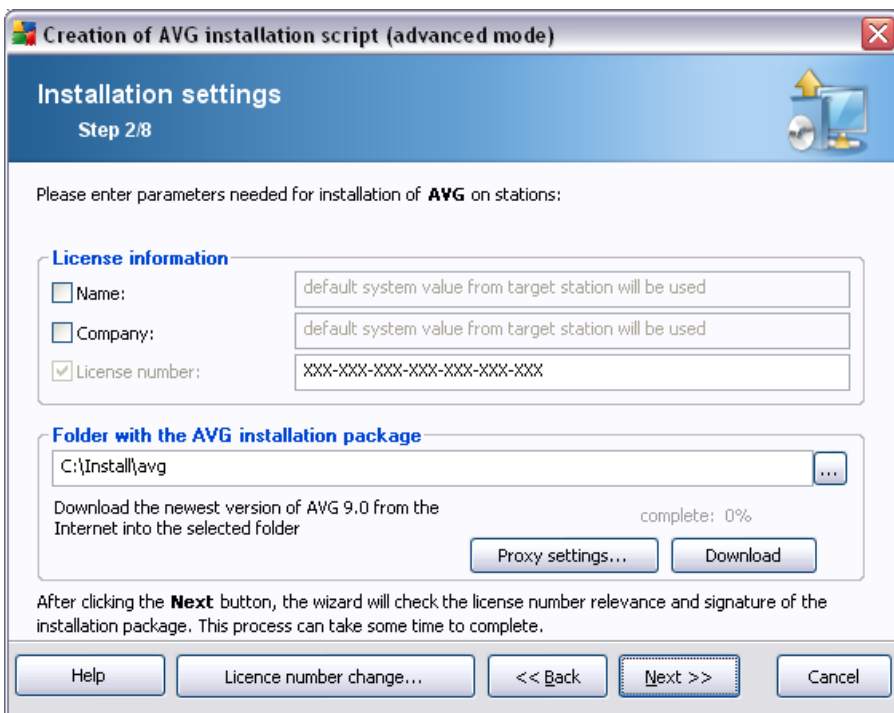 Creation of AVG installation script (advanced mode)
Installation settings
Step 2/8
Please enter parameters needed for installation of AVG on stations:
License information
Name:
default system value from target station will be used
Company:
default system value from target station will be used
License number:
XXX-XXX-XXX-XXX-XXX-XXX-XXX
Folder with the AVG installation package
C:\Install\avg
...
Download the newest version of AVG 9.0 from the
Internet into the selected folder
complete: 0%
Proxy settings...
Download
After clicking the Next button, the wizard will check the license number relevance and signature of the
installation package. This process can take some time to complete.
Help
Licence number change...
<< Back
Next >>
Cancel